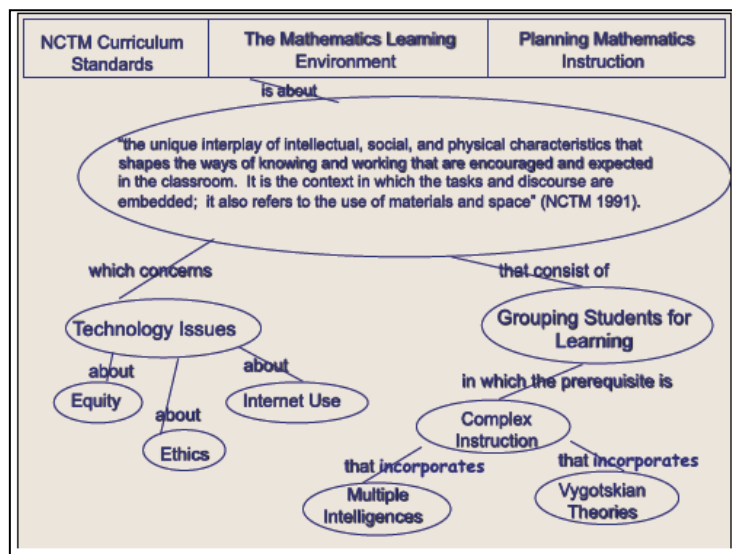 NCTM Curriculum
Standards
The Mathematics Learning
Environment
Planning Mathematics
Instruction
is about
"the unique interplay of intellectual, social, and physical characteristics that
shapes the ways of knowing and working that are encouraged and expected
in the classroom. It is the context in which the tasks and discourse are
embedded; it also refers to the use of materials and space" (NCTM 1991).
which concerns
that consist of
Technology Issues
Grouping Students for
Learning
about
about
about
Equity
Internet Use
Ethics
in which the prerequisite is
Complex
Instruction
that incorporates
that incorporates
Multiple
Intelligences
Vygotskian
Theories